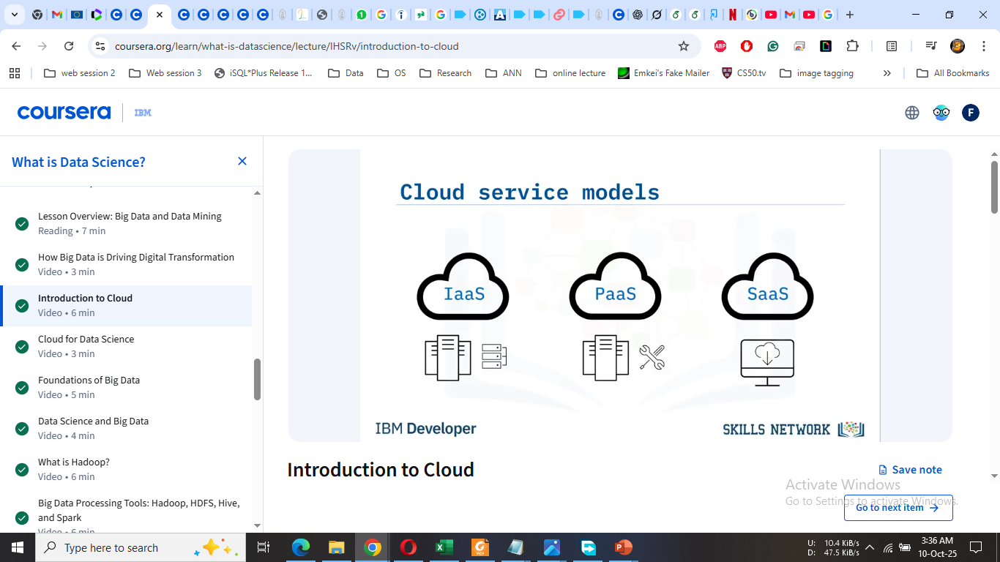 coursera.org/learn/what-is-datascience/lecture/IHSRv/introduction-to-cloud
ABP
web session 2
Web session 3
iSQL*Plus Release 1...
Data
OS
Research
ANN
online lecture
Emkei's Fake Mailer
CS50.tv
image tagging
»
All Bookmarks
coursera
IBM
F
What is Data Science?
Lesson Overview: Big Data and Data Mining
Reading • 7 min
How Big Data is Driving Digital Transformation
Video • 3 min
Introduction to Cloud
Video • 6 min
Cloud for Data Science
Video • 3 min
Foundations of Big Data
Video • 5 min
Data Science and Big Data
Video • 4 min
What is Hadoop?
Video • 6 min
Big Data Processing Tools: Hadoop, HDFS, Hive,
and Spark
Video • 6 min
Cloud service models
IaaS
PaaS
SaaS
IBM Developer
SKILLS NETWORK
Introduction to Cloud
Save note
Activate Windows
Go to Settings to activate Windows.
Go to next item
Type here to search
U: 10.4 KiB/s
D: 47.5 KiB/s
3:36 AM
10-Oct-25